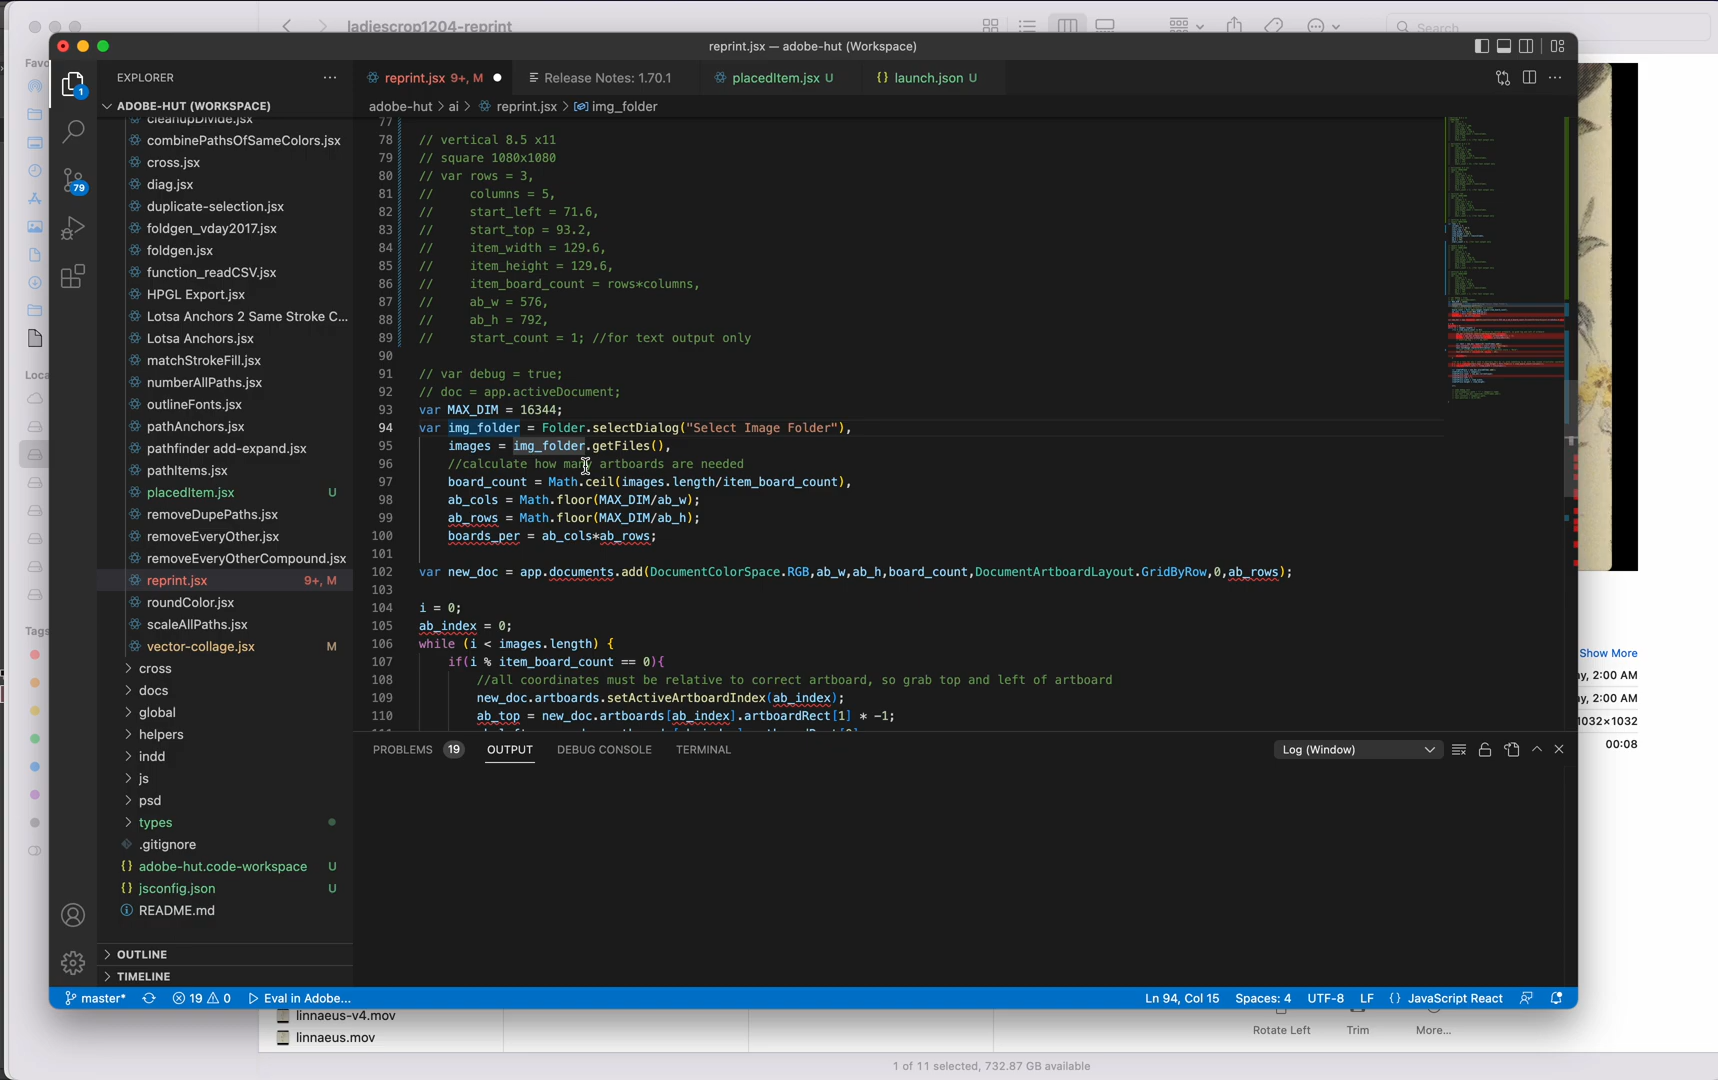 ladiescrop1204-reprint
Search
reprint.jsx — adobe-hut (Workspace)
Favo
EXPLORER
reprint.jsx 9+, M
Release Notes: 1.70.1
placedItem.jsx U
{} launch.json U
ADOBE-HUT (WORKSPACE)
adobe-hut > ai > reprint.jsx > img_folder
cleanupDivide.jsx
combinePathsOfSameColors.jsx
cross.jsx
diag.jsx
duplicate-selection.jsx
foldgen_vday2017.jsx
foldgen.jsx
function_readCSV.jsx
HPGL Export.jsx
Lotsa Anchors 2 Same Stroke C...
Lotsa Anchors.jsx
matchStrokeFill.jsx
numberAllPaths.jsx
outlineFonts.jsx
pathAnchors.jsx
pathfinder add-expand.jsx
pathItems.jsx
placedItem.jsx U
removeDupePaths.jsx
removeEveryOther.jsx
removeEveryOtherCompound.jsx
reprint.jsx 9+, M
roundColor.jsx
scaleAllPaths.jsx
vector-collage.jsx M
cross
docs
global
helpers
indd
js
psd
types
.gitignore
{} adobe-hut.code-workspace U
{} jsconfig.json U
README.md
OUTLINE
TIMELINE
1
79
Loca
Tags
77
78 // vertical 8.5 x11
79 // square 1080x1080
80 // var rows = 3,
81 // columns = 5,
82 // start_left = 71.6,
83 // start_top = 93.2,
84 // item_width = 129.6,
85 // item_height = 129.6,
86 // item_board_count = rows*columns,
87 // ab_w = 576,
88 // ab_h = 792,
89 // start_count = 1; //for text output only
90
91 // var debug = true;
92 // doc = app.activeDocument;
93 var MAX_DIM = 16344;
94 var img_folder = Folder.selectDialog("Select Image Folder"),
95 images = img_folder.getFiles(),
96 //calculate how many artboards are needed
97 board_count = Math.ceil(images.length/item_board_count),
98 ab_cols = Math.floor(MAX_DIM/ab_w);
99 ab_rows = Math.floor(MAX_DIM/ab_h);
100 boards_per = ab_cols*ab_rows;
101
102 var new_doc = app.documents.add(DocumentColorSpace.RGB,ab_w,ab_h,board_count,DocumentArtboardLayout.GridByRow,0,ab_rows);
103
104 i = 0;
105 ab_index = 0;
106 while (i < images.length) {
107 if(i % item_board_count == 0){
108 //all coordinates must be relative to correct artboard, so grab top and left of artboard
109 new_doc.artboards.setActiveArtboardIndex(ab_index);
110 ab_top = new_doc.artboards[ab_index].artboardRect[1] * -1;
PROBLEMS 19 OUTPUT DEBUG CONSOLE TERMINAL
Log (Window)
Show More
ay, 2:00 AM
ay, 2:00 AM
1032×1032
00:08
master*
19 0
Eval in Adobe...
Ln 94, Col 15 Spaces: 4 UTF-8 LF {} JavaScript React
linnaeus-v4.mov
linnaeus.mov
Rotate Left Trim More...
1 of 11 selected, 732.87 GB available